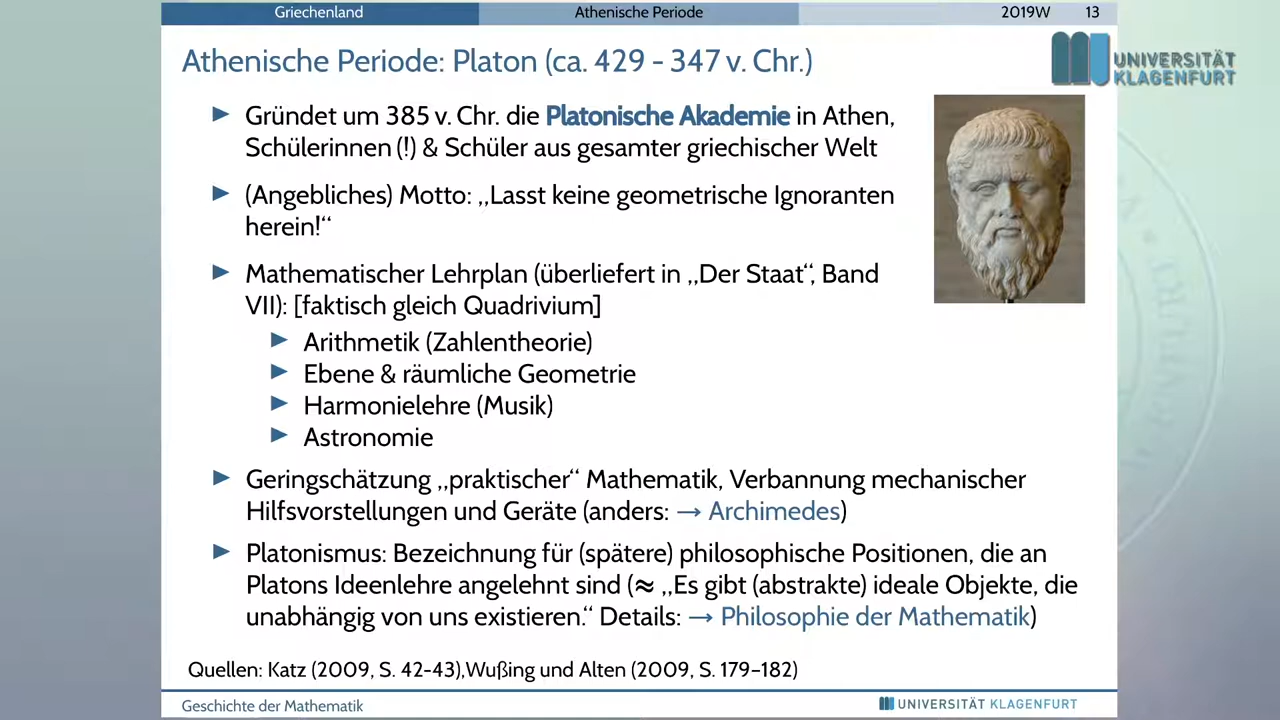 Griechenland Athenische Periode 2019W 13
Athenische Periode: Platon (ca. 429 - 347 v. Chr.)
UNIVERSITÄT
KLAGENFURT
Gründet um 385 v. Chr. die Platonische Akademie in Athen,
Schülerinnen (!) & Schüler aus gesamter griechischer Welt
(Angebliches) Motto: „Lasst keine geometrische Ignoranten
herein!“
Mathematischer Lehrplan (überliefert in „Der Staat“, Band
VII): [faktisch gleich Quadrivium]
Arithmetik (Zahlentheorie)
Ebene & räumliche Geometrie
Harmonielehre (Musik)
Astronomie
Geringschätzung „praktischer“ Mathematik, Verbannung mechanischer
Hilfsvorstellungen und Geräte (anders: → Archimedes)
Platonismus: Bezeichnung für (spätere) philosophische Positionen, die an
Platons Ideenlehre angelehnt sind (≈ „Es gibt (abstrakte) ideale Objekte, die
unabhängig von uns existieren.“ Details: → Philosophie der Mathematik)
Quellen: Katz (2009, S. 42-43),Wußing und Alten (2009, S. 179–182)
Geschichte der Mathematik UNIVERSITÄT KLAGENFURT